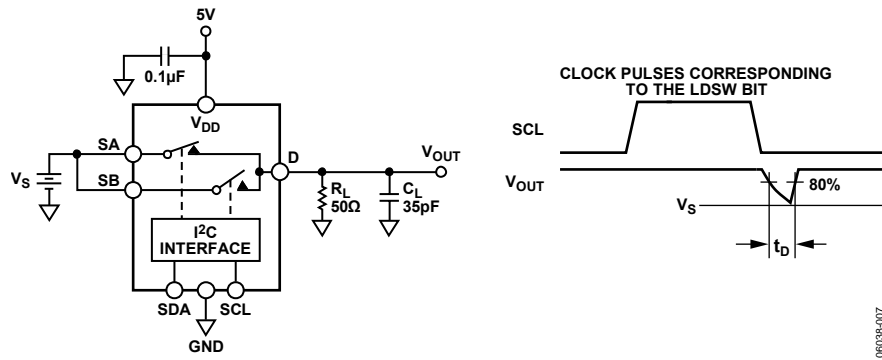 5V
0.1µF
VDD
SA
SB
VS
D
VOUT
RL
50Ω
CL
35pF
I2C
INTERFACE
SDA
SCL
GND
CLOCK PULSES CORRESPONDING
TO THE LDSW BIT
SCL
VOUT
80%
VS
tD
06038-007